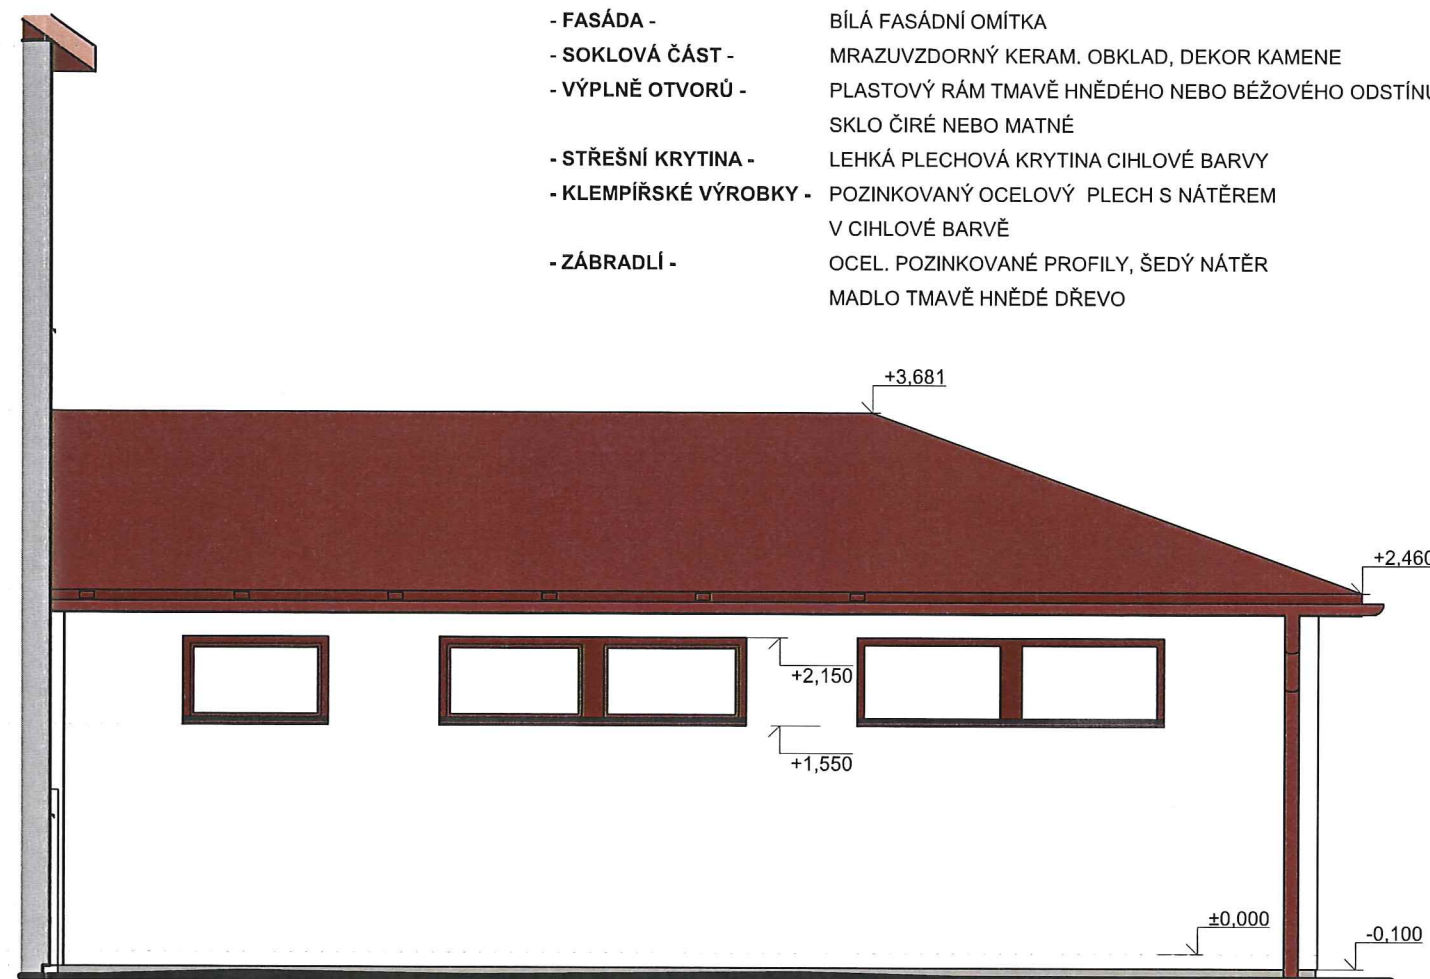 - FASÁDA - BÍLÁ FASÁDNÍ OMÍTKA
- SOKLOVÁ ČÁST - MRAZUVZDORNÝ KERAM. OBKLAD, DEKOR KAMENE
- VÝPLNĚ OTVORŮ - PLASTOVÝ RÁM TMAVĚ HNĚDÉHO NEBO BÉŽOVÉHO ODSTÍNU
SKLO ČIRÉ NEBO MATNÉ
- STŘEŠNÍ KRYTINA - LEHKÁ PLECHOVÁ KRYTINA CIHLOVÉ BARVY
- KLEMPÍŘSKÉ VÝROBKY - POZINKOVANÝ OCELOVÝ PLECH S NÁTĚREM
V CIHLOVÉ BARVĚ
- ZÁBRADLÍ - OCEL. POZINKOVANÉ PROFILY, ŠEDÝ NÁTĚR
MADLO TMAVĚ HNĚDÉ DŘEVO
+3,681
+2,460
+2,150
+1,550
±0,000
-0,100